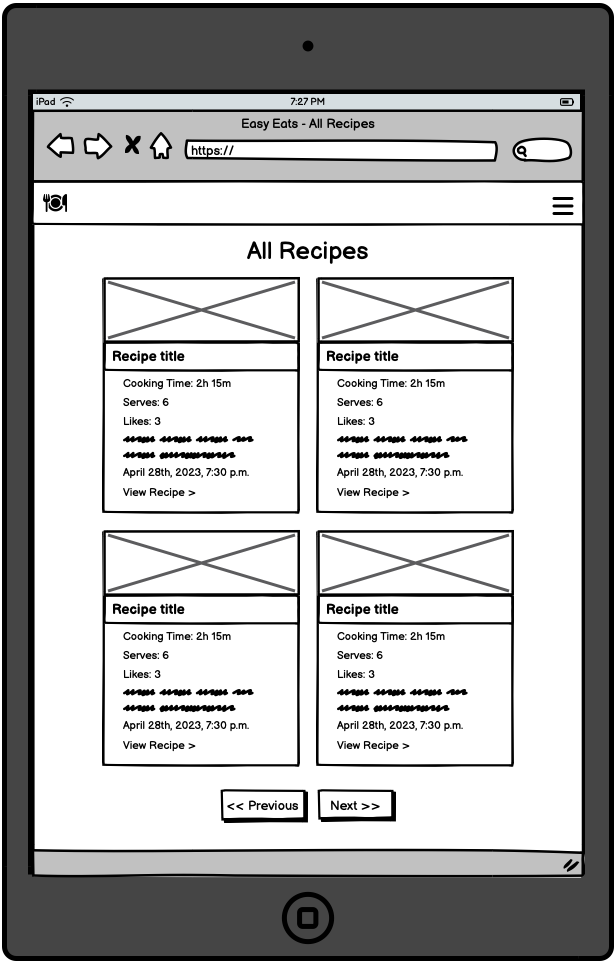 iPad 7:27 PM
Easy Eats - All Recipes
https://
All Recipes
Recipe title
Cooking Time: 2h 15m
Serves: 6
Likes: 3
April 28th, 2023, 7:30 p.m.
View Recipe >
Recipe title
Cooking Time: 2h 15m
Serves: 6
Likes: 3
April 28th, 2023, 7:30 p.m.
View Recipe >
Recipe title
Cooking Time: 2h 15m
Serves: 6
Likes: 3
April 28th, 2023, 7:30 p.m.
View Recipe >
Recipe title
Cooking Time: 2h 15m
Serves: 6
Likes: 3
April 28th, 2023, 7:30 p.m.
View Recipe >
<< Previous Next >>